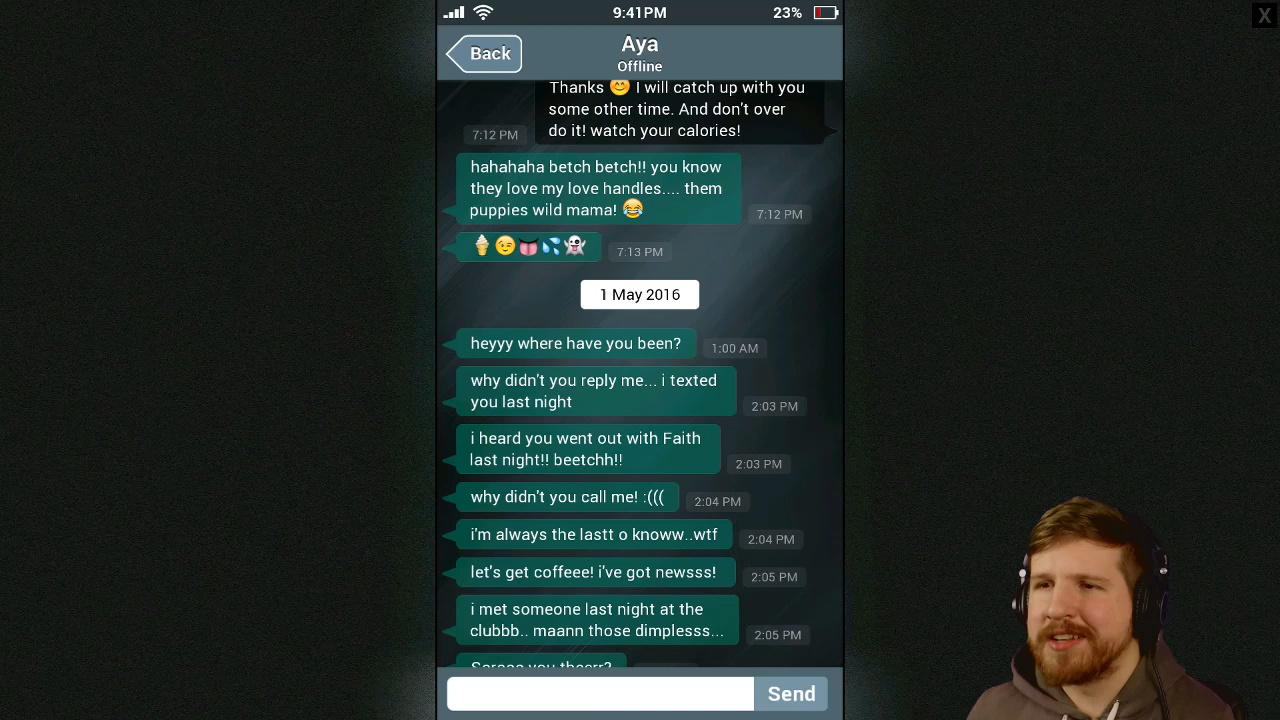 9:41PM
23%
X
Back
Aya
Offline
Thanks 😊 I will catch up with you
some other time. And don't over
do it! watch your calories!
7:12 PM
hahahaha betch betch!! you know
they love my love handles.... them
puppies wild mama! 😂
7:12 PM
🍦😉👅💦👻
7:13 PM
1 May 2016
heyyy where have you been?
1:00 AM
why didn't you reply me... i texted
you last night
2:03 PM
i heard you went out with Faith
last night!! beetchh!!
2:03 PM
why didn't you call me! :(((
2:04 PM
i'm always the lastt o knoww..wtf
2:04 PM
let's get coffeee! i've got newsss!
2:05 PM
i met someone last night at the
clubbb.. maann those dimplesss...
2:05 PM
you
Send